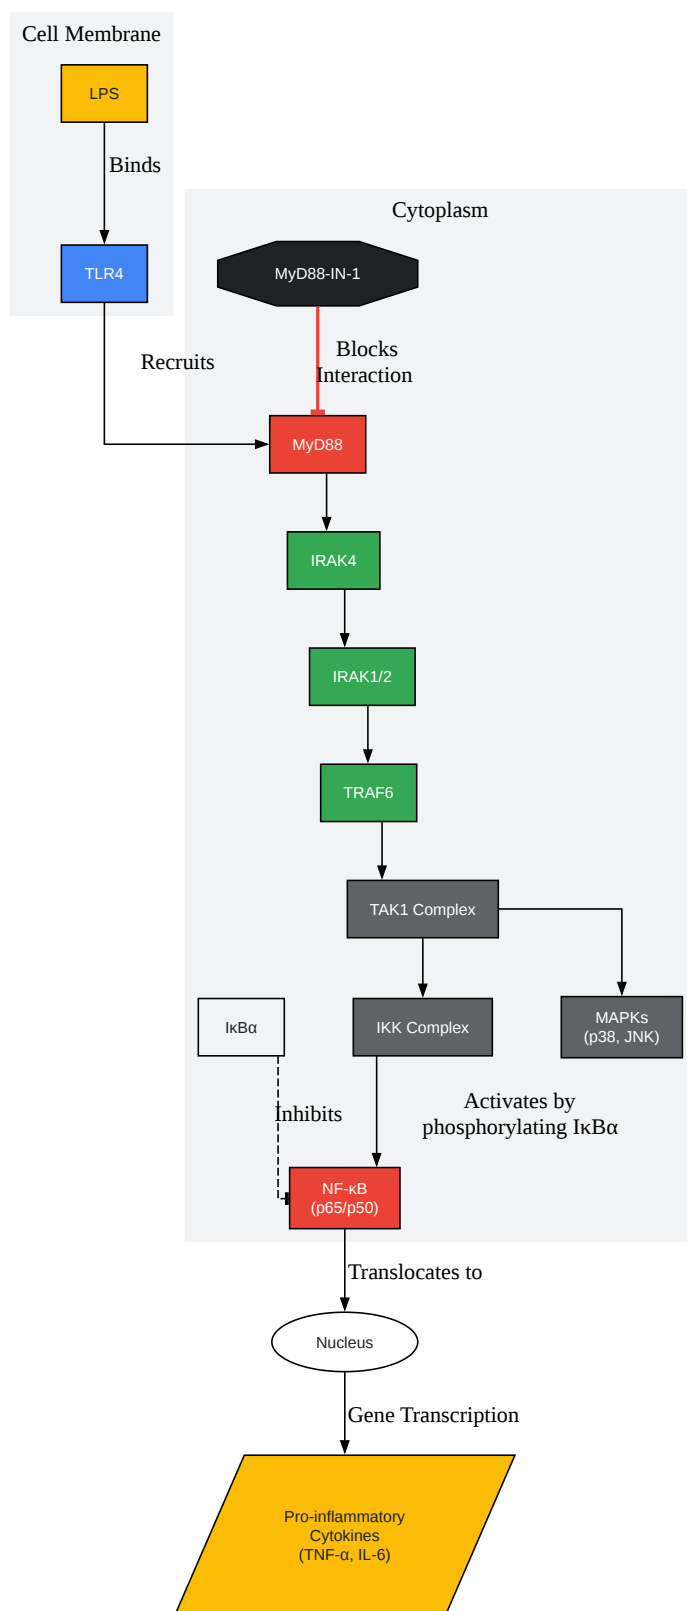 Cell Membrane
LPS
Binds
Cytoplasm
TLR4
MyD88-IN-1
Recruits
Blocks
Interaction
MyD88
IRAK4
IRAK1/2
TRAF6
TAK1 Complex
IκBα
IKK Complex
MAPKs
(p38, JNK)
Inhibits
Activates by
phosphorylating IκBα
NF-κB
(p65/p50)
Translocates to
Nucleus
Gene Transcription
Pro-inflammatory
Cytokines
(TNF-α, IL-6)